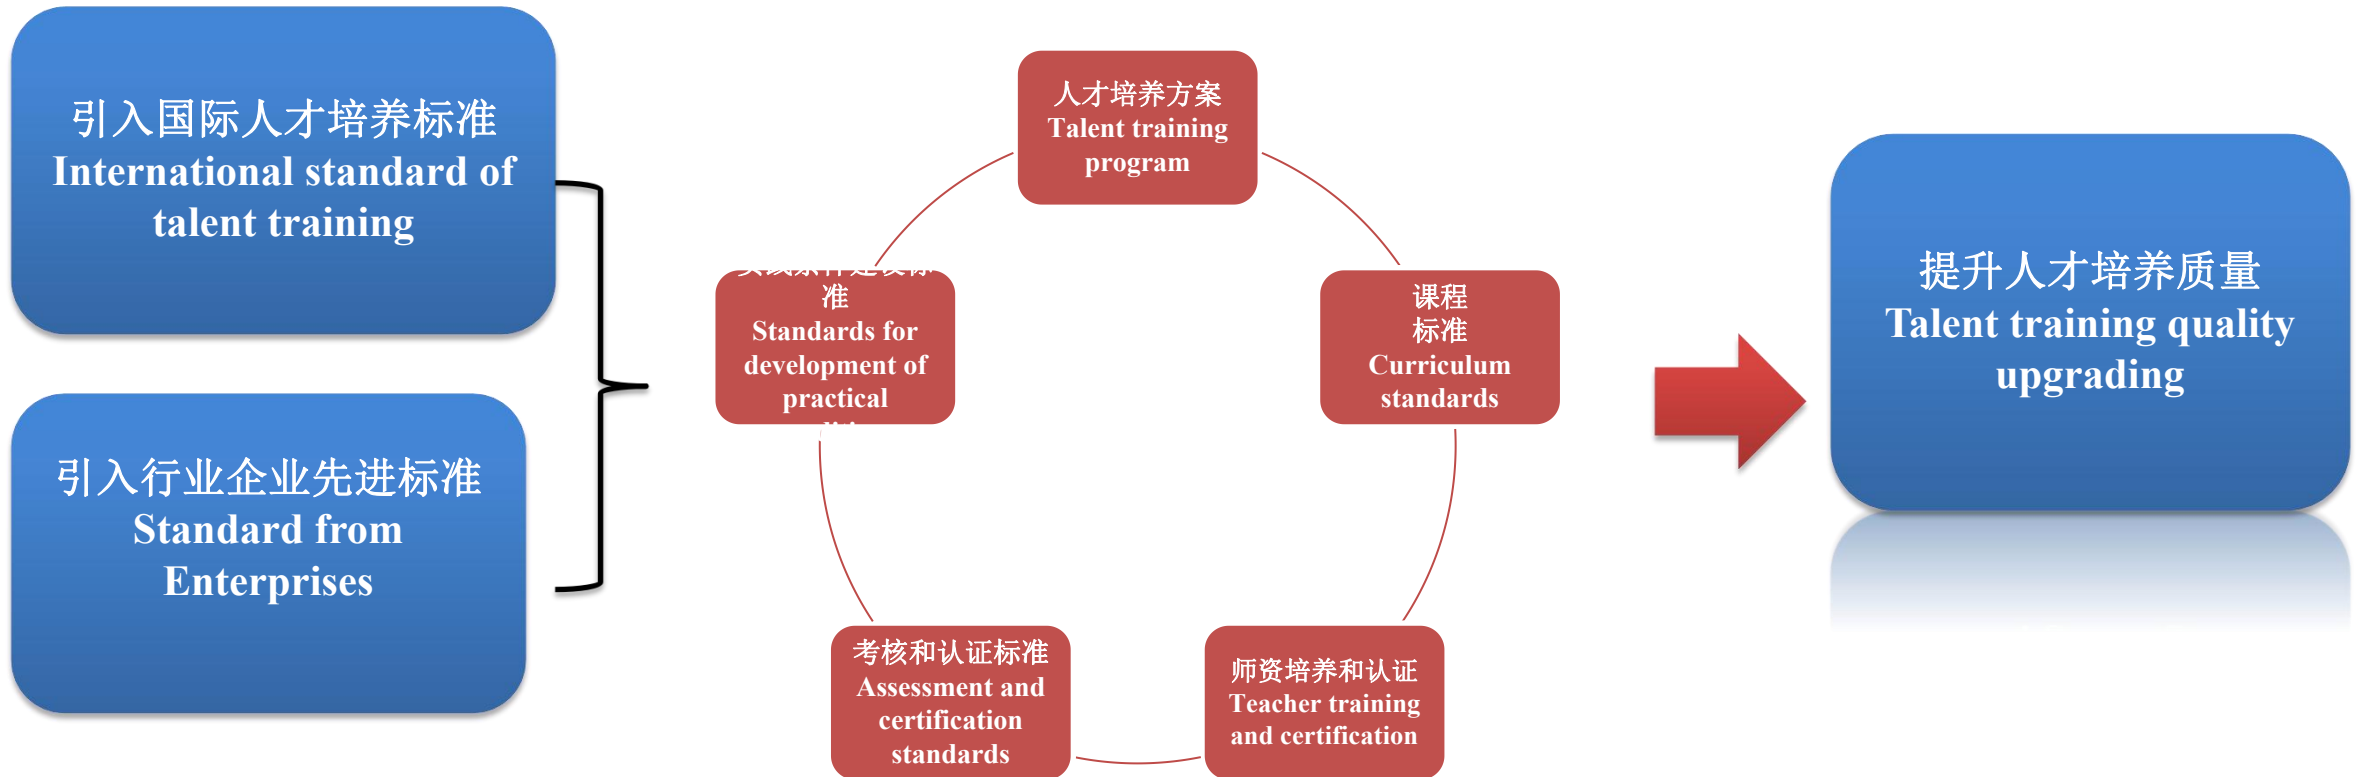 引入国际人才培养标准
International standard of
talent training
引入行业企业先进标准
Standard from
Enterprises
人才培养方案
Talent training
program
课程
标准
Curriculum
standards
师资培养和认证
Teacher training
and certification
考核和认证标准
Assessment and
certification
standards
准
Standards for
development of
practical
提升人才培养质量
Talent training quality
upgrading